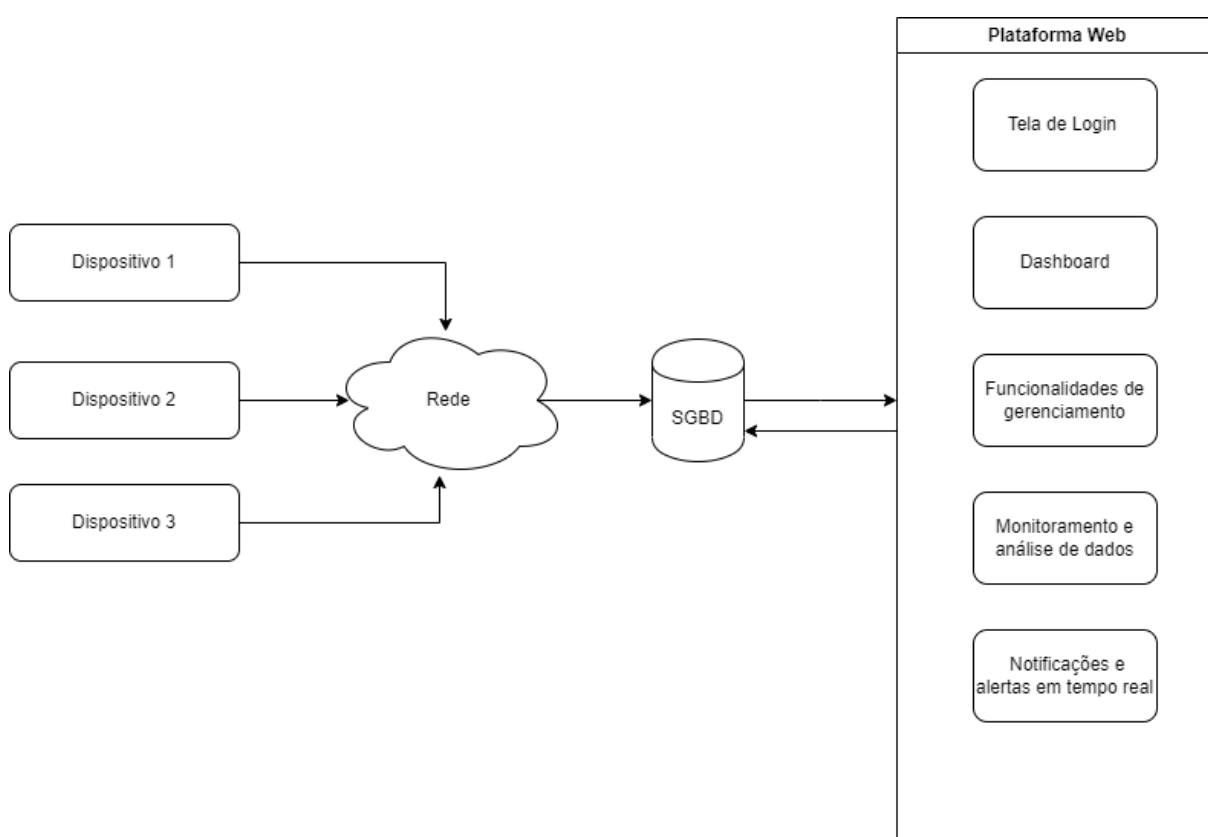 Plataforma Web
Tela de Login
Dispositivo 1
Dashboard
Dispositivo 2
Rede
SGBD
Funcionalidades de
gerenciamento
Dispositivo 3
Monitoramento e
análise de dados
Notificações e
alertas em tempo real